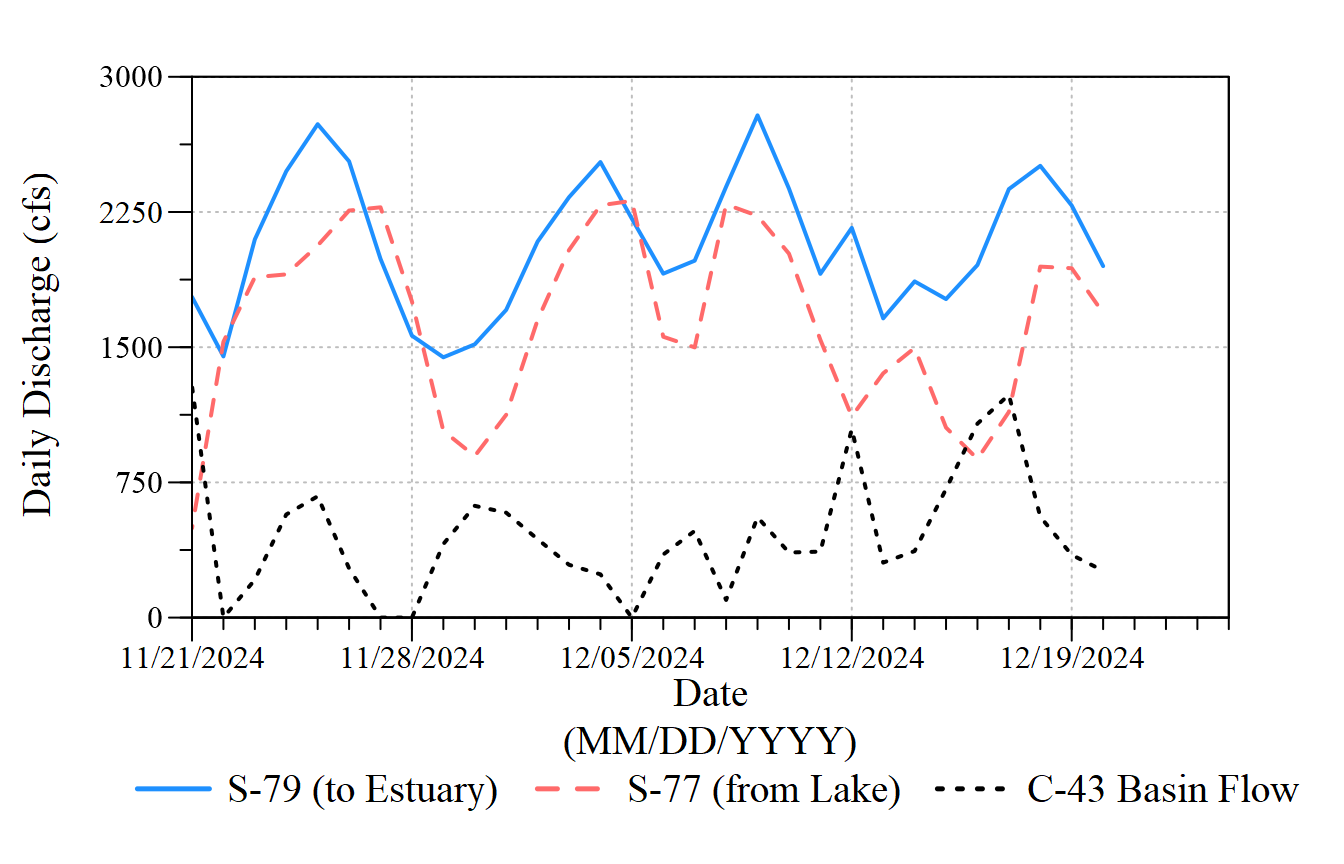 3000
2250
1500
750
0
Daily Discharge (cfs)
11/21/2024 11/28/2024 12/05/2024 12/12/2024 12/19/2024
Date
(MM/DD/YYYY)
S-79 (to Estuary) S-77 (from Lake) C-43 Basin Flow